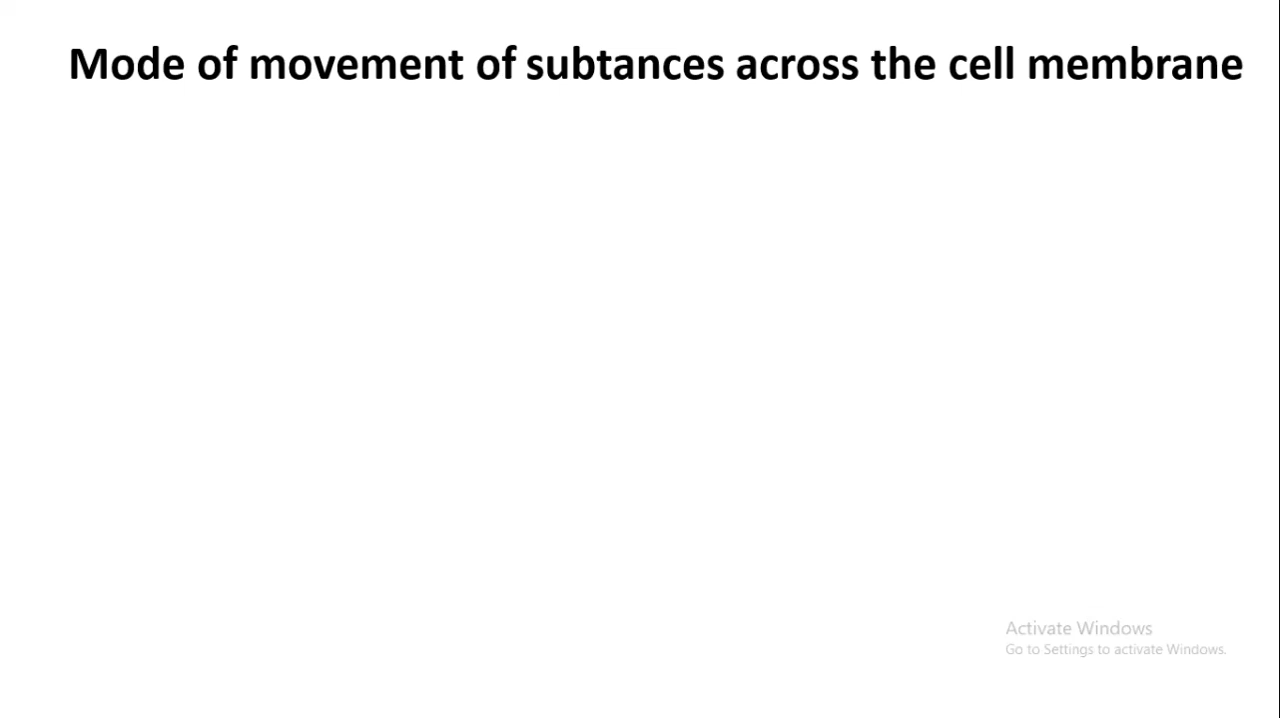 Mode of movement of subtances across the cell membrane
Activate Windows
Go to Settings to activate Windows.